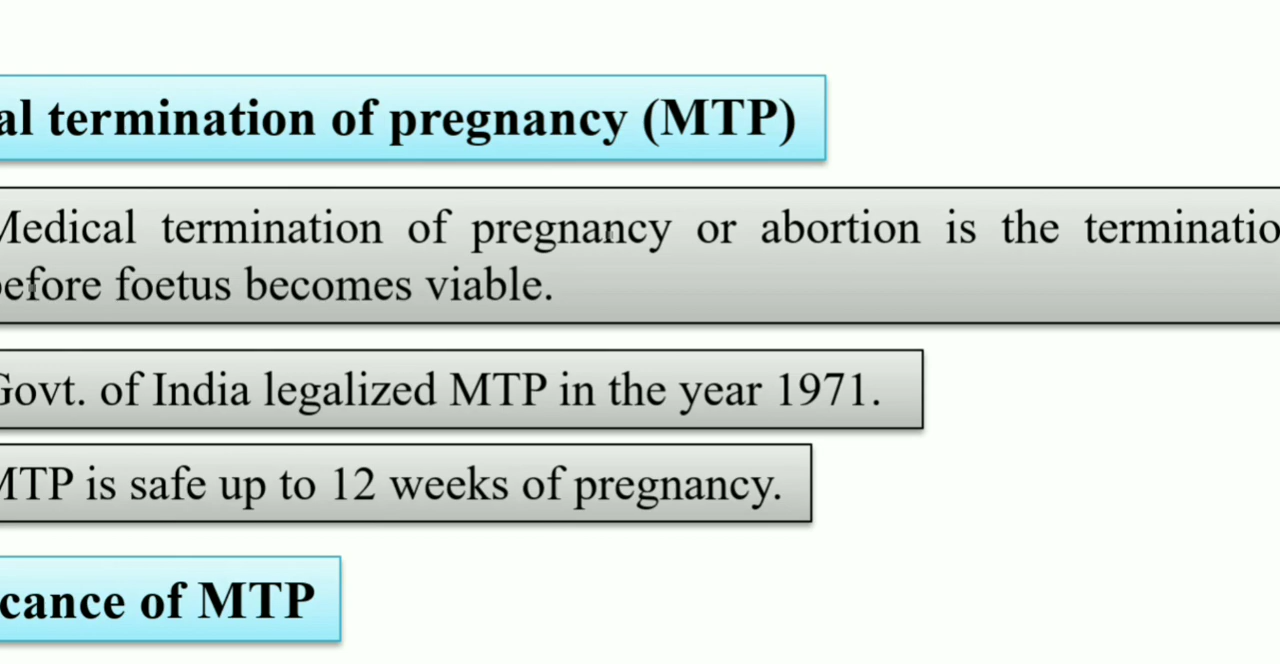 al termination of pregnancy (MTP)
Medical termination of pregnancy or abortion is the terminatio
before foetus becomes viable.
Govt. of India legalized MTP in the year 1971.
MTP is safe up to 12 weeks of pregnancy.
cance of MTP